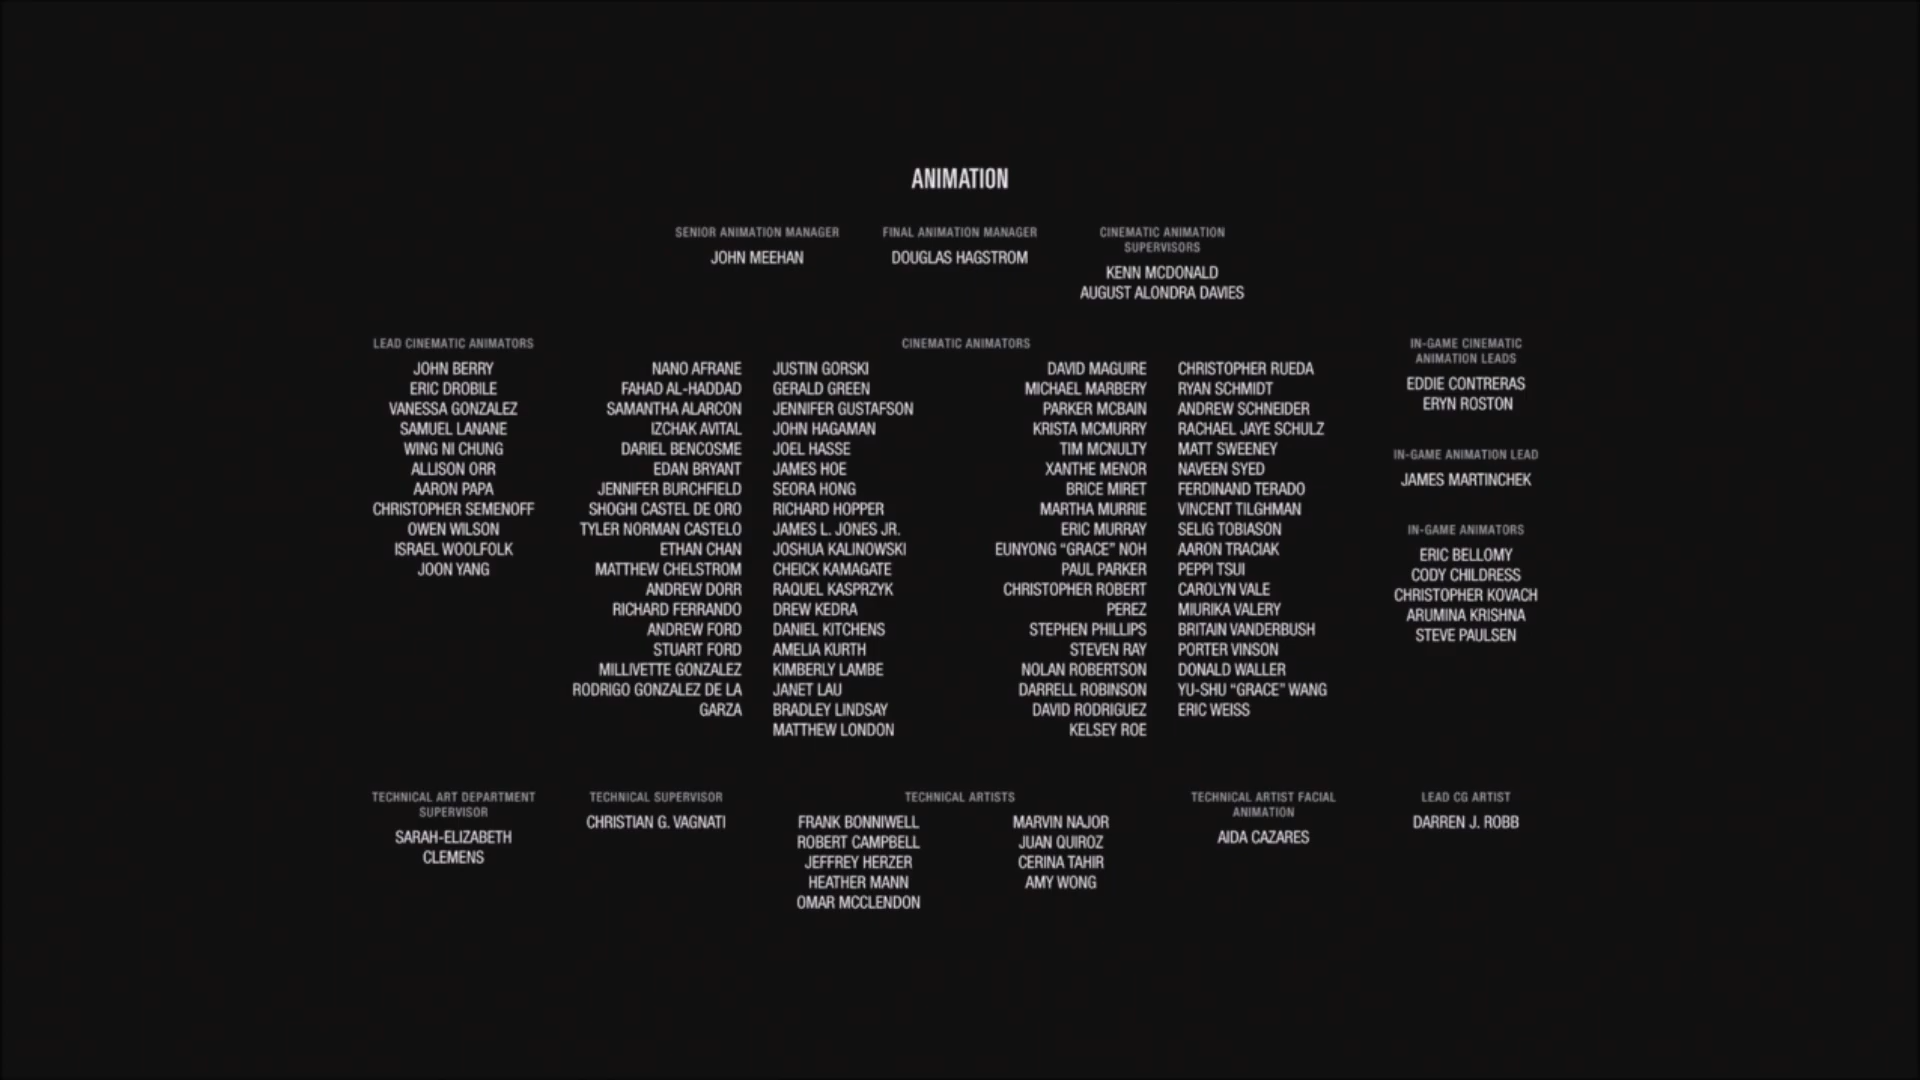 ANIMATION
SENIOR ANIMATION MANAGER
JOHN MEEHAN
FINAL ANIMATION MANAGER
DOUGLAS HAGSTROM
CINEMATIC ANIMATION
SUPERVISORS
KENN MCDONALD
AUGUST ALONDRA DAVIES
LEAD CINEMATIC ANIMATORS
JOHN BERRY
ERIC DROBILE
VANESSA GONZALEZ
SAMUEL LANANE
WING NI CHUNG
ALLISON ORR
AARON PAPA
CHRISTOPHER SEMENOFF
OWEN WILSON
ISRAEL WOOLFOLK
JOON YANG
CINEMATIC ANIMATORS
NANO AFRANE
FAHAD AL-HADDAD
SAMANTHA ALARCON
IZCHAK AVITAL
DARIEL BENCOSME
EDAN BRYANT
JENNIFER BURCHFIELD
SHOGHI CASTEL DE ORO
TYLER NORMAN CASTELO
ETHAN CHAN
MATTHEW CHELSTROM
ANDREW DORR
RICHARD FERRANDO
ANDREW FORD
STUART FORD
MILLIVETTE GONZALEZ
RODRIGO GONZALEZ DE LA
GARZA
JUSTIN GORSKI
GERALD GREEN
JENNIFER GUSTAFSON
JOHN HAGAMAN
JOEL HASSE
JAMES HOE
SEORA HONG
RICHARD HOPPER
JAMES L. JONES JR.
JOSHUA KALINOWSKI
CHEICK KAMAGATE
RAQUEL KASPRZYK
DREW KEDRA
DANIEL KITCHENS
AMELIA KURTH
KIMBERLY LAMBE
JANET LAU
BRADLEY LINDSAY
MATTHEW LONDON
DAVID MAGUIRE
MICHAEL MARBERY
PARKER MCBAIN
KRISTA MCMURRY
TIM MCNULTY
XANTHE MENOR
BRICE MIRET
MARTHA MURRIE
ERIC MURRAY
EUNYONG “GRACE” NOH
PAUL PARKER
CHRISTOPHER ROBERT
PEREZ
STEPHEN PHILLIPS
STEVEN RAY
NOLAN ROBERTSON
DARRELL ROBINSON
DAVID RODRIGUEZ
KELSEY ROE
CHRISTOPHER RUEDA
RYAN SCHMIDT
ANDREW SCHNEIDER
RACHAEL JAYE SCHULZ
MATT SWEENEY
NAVEEN SYED
FERDINAND TERADO
VINCENT TILGHMAN
SELIG TOBIASON
AARON TRACIAK
PEPPI TSUI
CAROLYN VALE
MIURIKA VALERY
BRITAIN VANDERBUSH
PORTER VINSON
DONALD WALLER
YU-SHU “GRACE” WANG
ERIC WEISS
IN-GAME CINEMATIC
ANIMATION LEADS
EDDIE CONTRERAS
ERYN ROSTON
IN-GAME ANIMATION LEAD
JAMES MARTINCHEK
IN-GAME ANIMATORS
ERIC BELLOMY
CODY CHILDRESS
CHRISTOPHER KOVACH
ARUMINA KRISHNA
STEVE PAULSEN
TECHNICAL ART DEPARTMENT
SUPERVISOR
SARAH-ELIZABETH
CLEMENS
TECHNICAL SUPERVISOR
CHRISTIAN G. VAGNATI
TECHNICAL ARTISTS
FRANK BONNIWELL
ROBERT CAMPBELL
JEFFREY HERZER
HEATHER MANN
OMAR MCCLENDON
MARVIN NAJOR
JUAN QUIROZ
CERINA TAHIR
AMY WONG
TECHNICAL ARTIST FACIAL
ANIMATION
AIDA CAZARES
LEAD CG ARTIST
DARREN J. ROBB